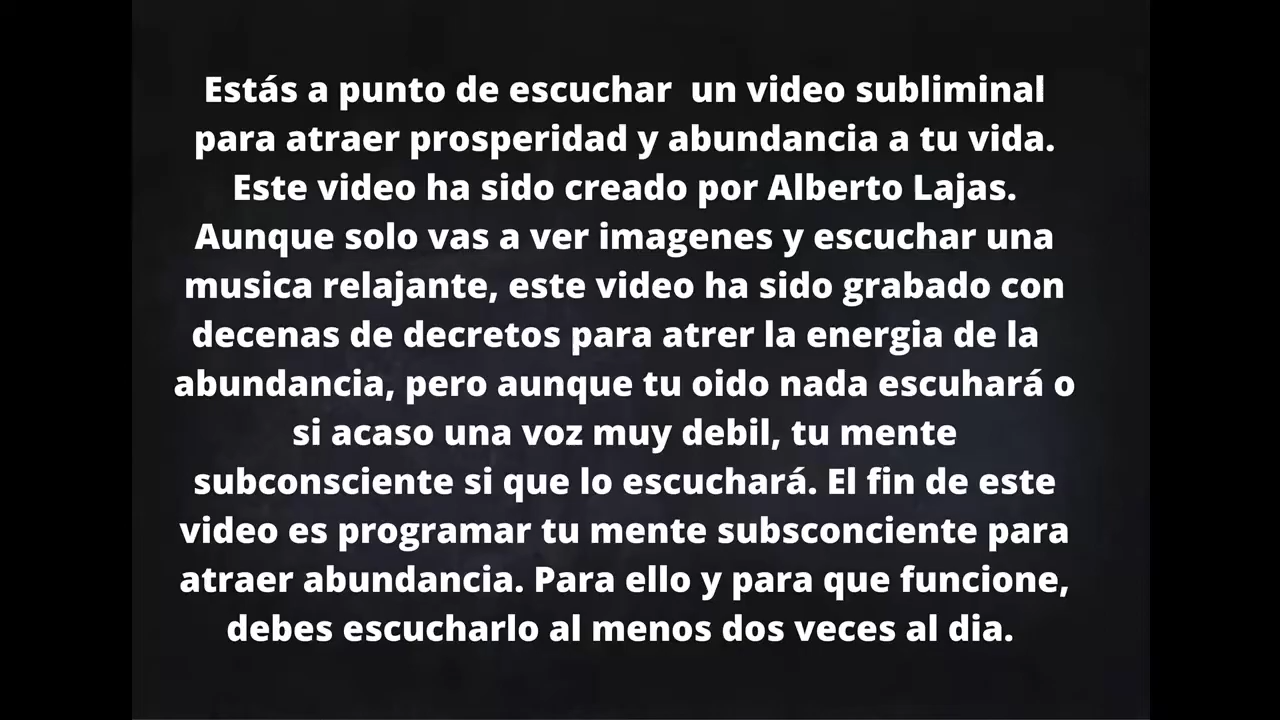 Estás a punto de escuchar un video subliminal
para atraer prosperidad y abundancia a tu vida.
Este video ha sido creado por Alberto Lajas.
Aunque solo vas a ver imagenes y escuchar una
musica relajante, este video ha sido grabado con
decenas de decretos para atrer la energia de la
abundancia, pero aunque tu oido nada escuhará o
si acaso una voz muy debil, tu mente
subconsciente si que lo escuchará. El fin de este
video es programar tu mente subsconciente para
atraer abundancia. Para ello y para que funcione,
debes escucharlo al menos dos veces al dia.